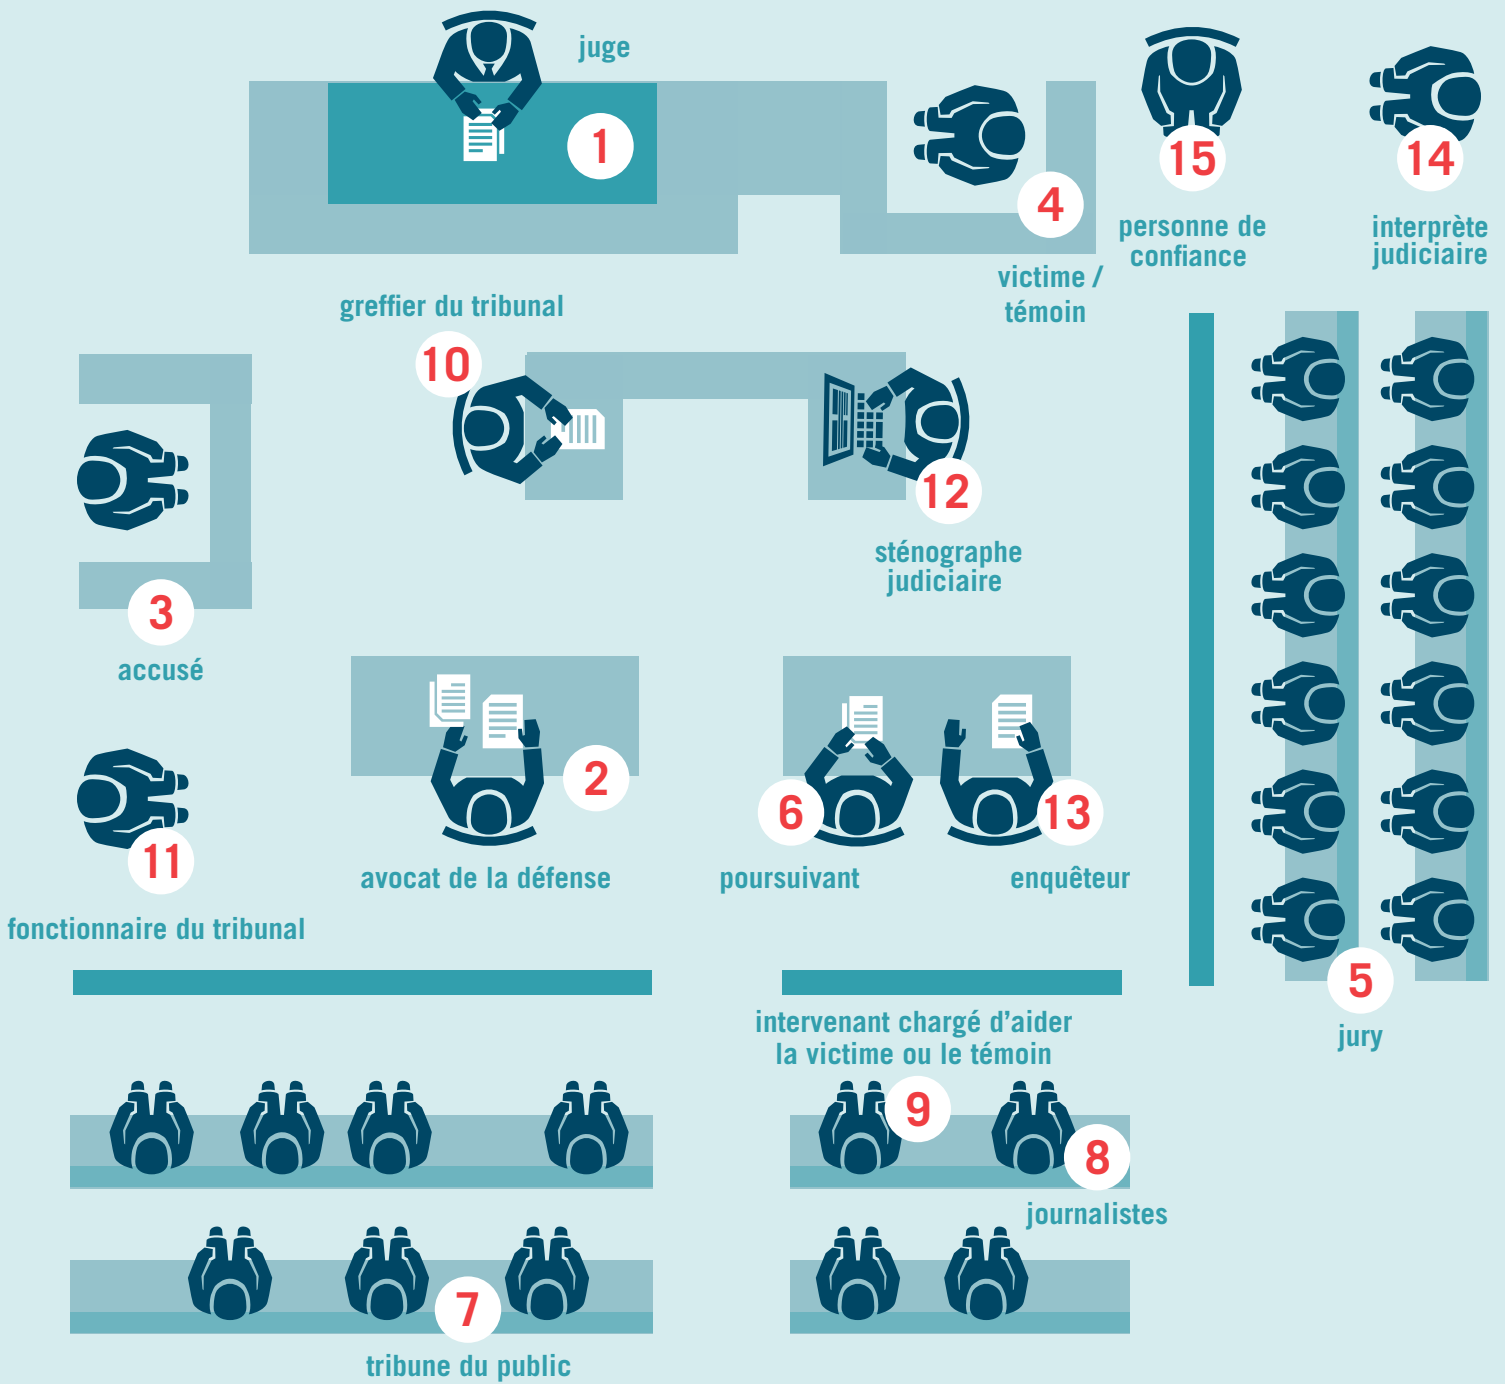 juge
1
15
14
4
personne de
confiance
interprète
judiciaire
victime /
témoin
greffier du tribunal
10
12
sténographe
judiciaire
3
accusé
2
6
13
11
avocat de la défense
poursuivant
enquêteur
fonctionnaire du tribunal
5
jury
intervenant chargé d'aider
la victime ou le témoin
9
8
journalistes
7
tribune du public